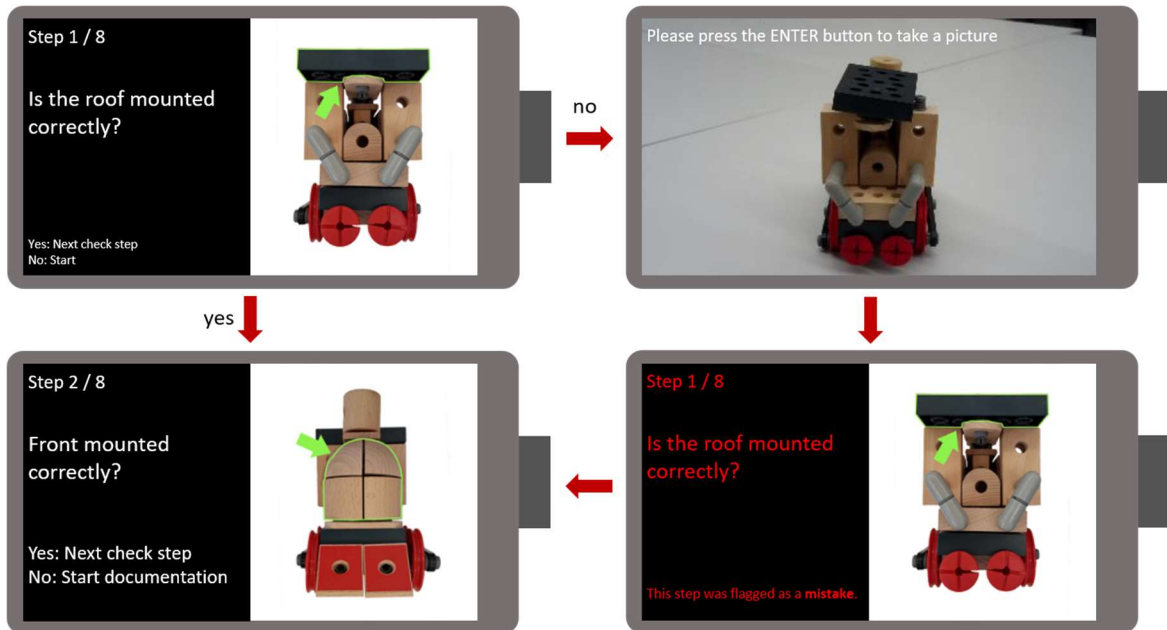 Step 1 / 8
Is the roof mounted
correctly?
Yes: Next check step
No: Start
no
Please press the ENTER button to take a picture
yes
Step 2 / 8
Front mounted
correctly?
Yes: Next check step
No: Start documentation
Step 1 / 8
Is the roof mounted
correctly?
This step was flagged as a mistake.